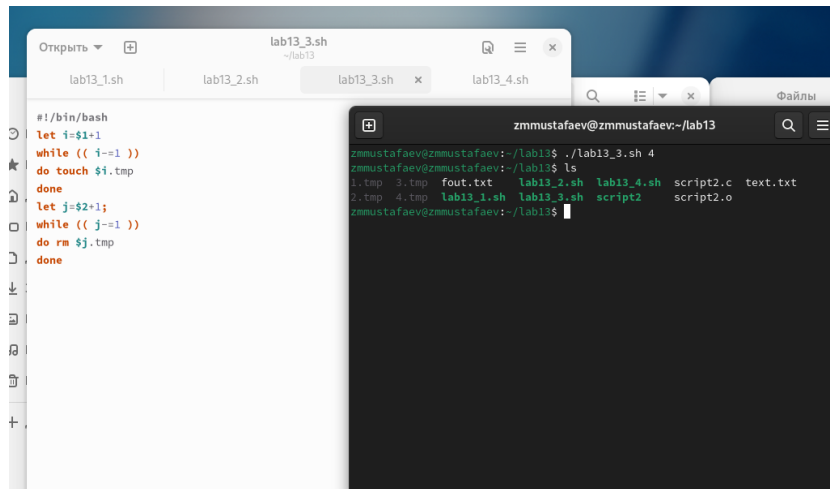 Открыть
lab13_3.sh
~/lab13
lab13_1.sh
lab13_2.sh
lab13_3.sh
lab13_4.sh
#!/bin/bash
let i=$1+1
while (( i-=1 ))
do touch $i.tmp
done
let j=$2+1;
while (( j-=1 ))
do rm $j.tmp
done
Файлы
zmmustafaev@zmmustafaev:~/lab13
zmmustafaev@zmmustafaev:~/lab13$ ./lab13_3.sh 4
zmmustafaev@zmmustafaev:~/lab13$ ls
1.tmp 3.tmp fout.txt lab13_2.sh lab13_4.sh script2.c text.txt
2.tmp 4.tmp lab13_1.sh lab13_3.sh script2 script2.o
zmmustafaev@zmmustafaev:~/lab13$